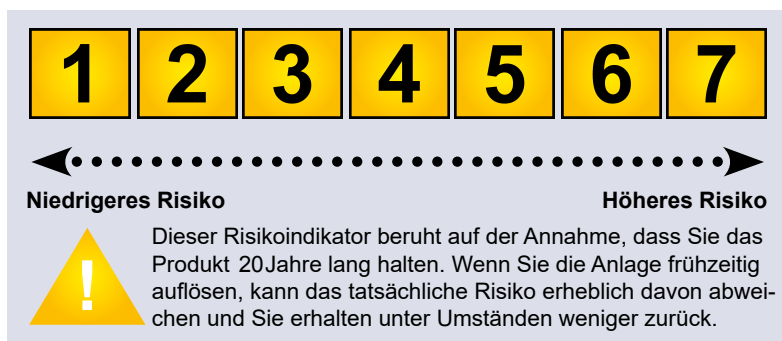 1 2 3 4 5 6 7
Niedrigeres Risiko Höheres Risiko
! Dieser Risikoindikator beruht auf der Annahme, dass Sie das
Produkt 20Jahre lang halten. Wenn Sie die Anlage frühzeitig
auflösen, kann das tatsächliche Risiko erheblich davon abwei-
chen und Sie erhalten unter Umständen weniger zurück.